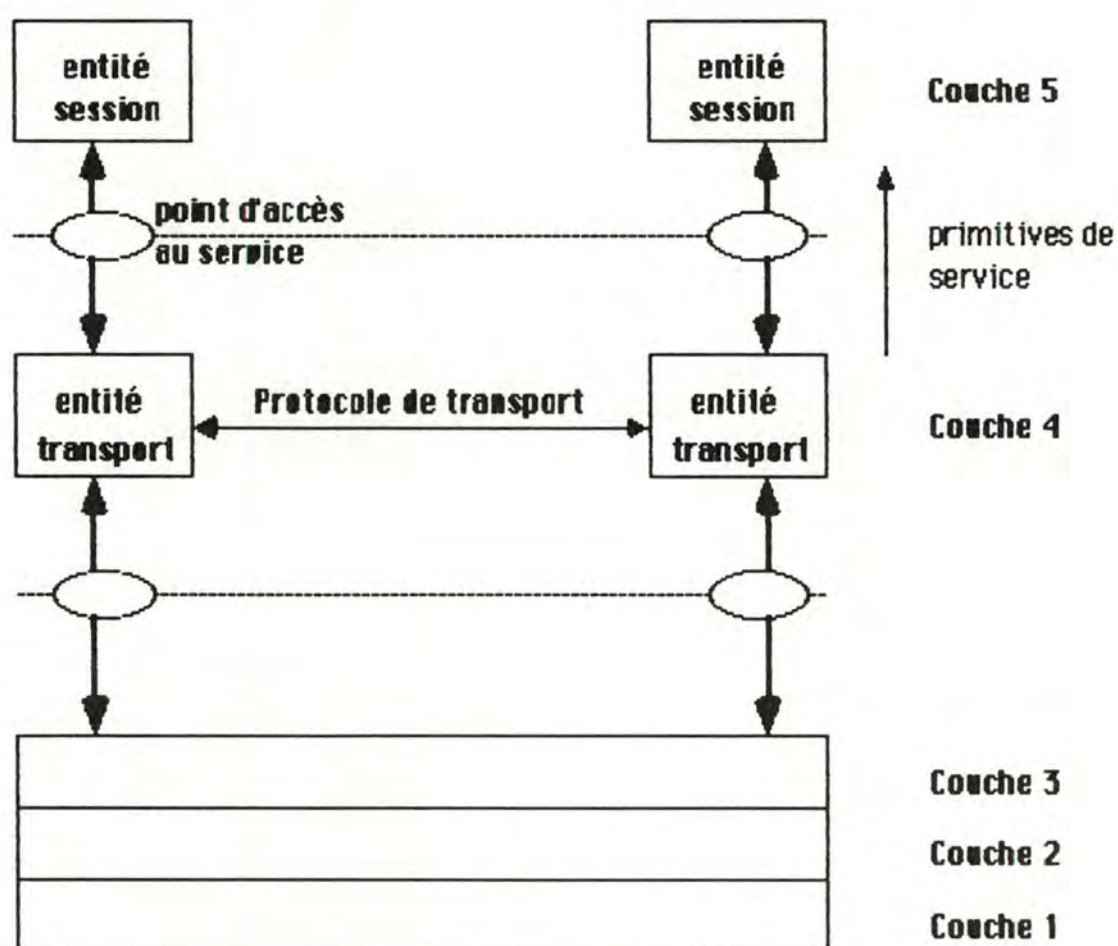 entité
session
entité
session
Couche 5
point d'accès
au service
primitives de
service
entité
transport
Protocole de transport
entité
transport
Couche 4
Couche 3
Couche 2
Couche 1